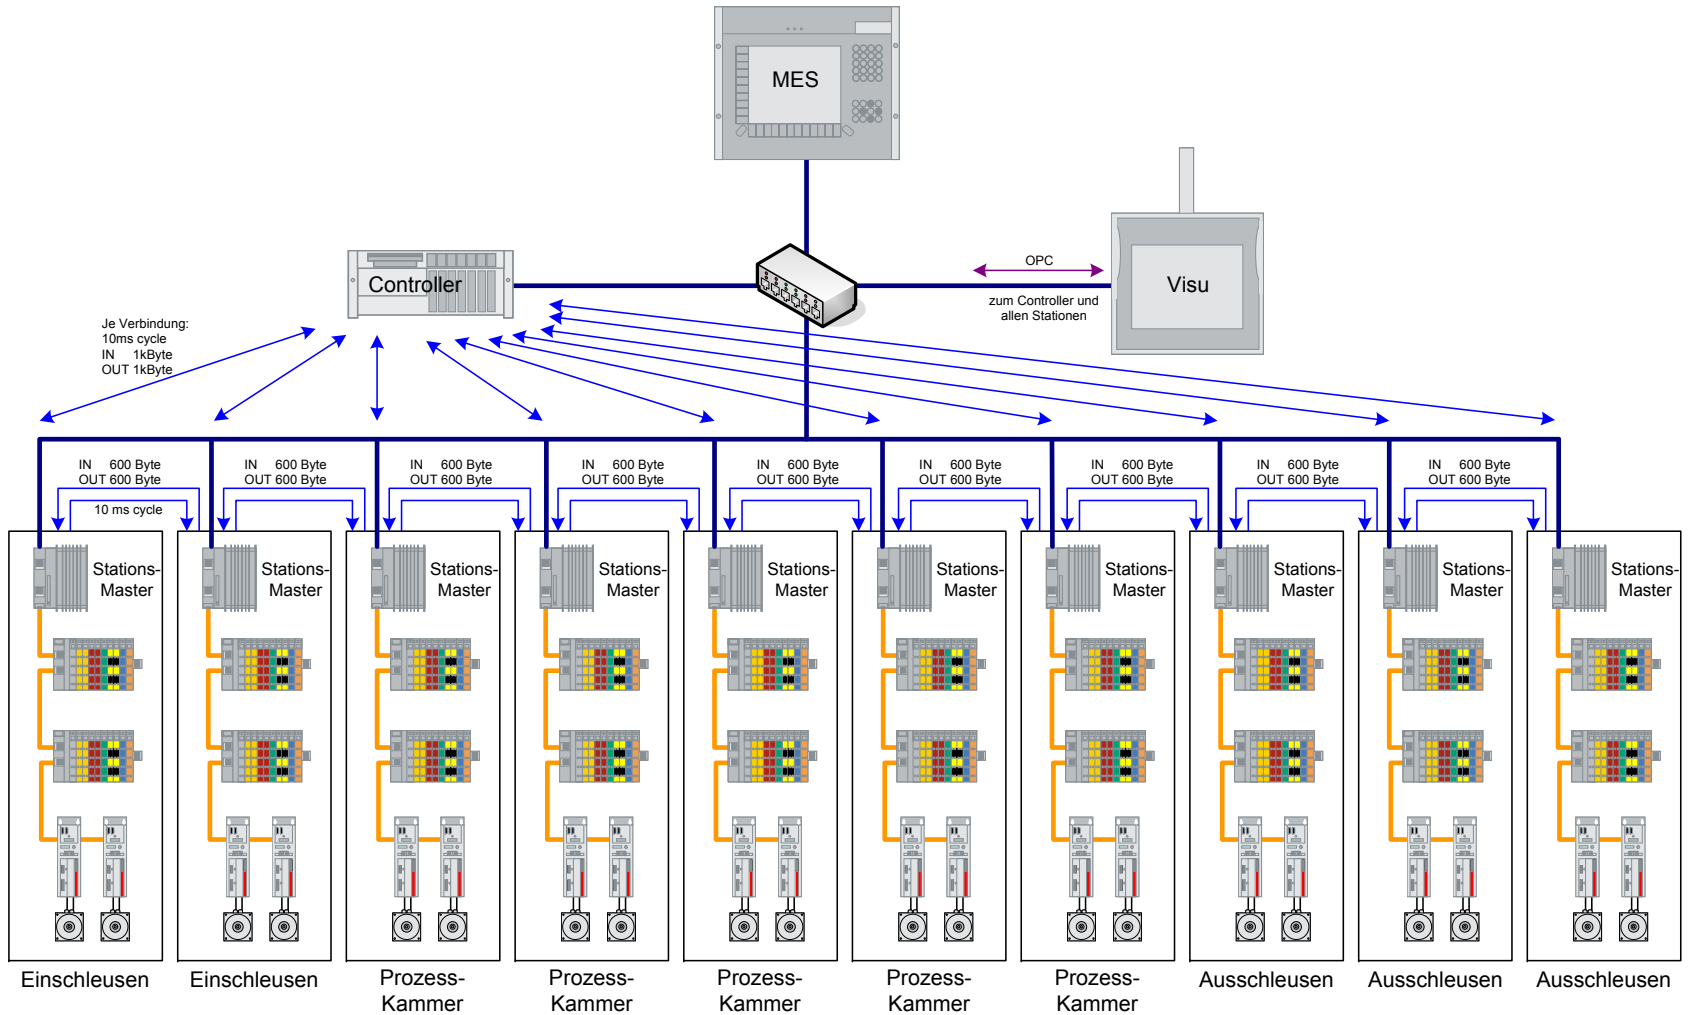 MES
Controller
OPC
Visu
zum Controller und
allen Stationen
Je Verbindung:
10ms cycle
IN 1kByte
OUT 1kByte
IN 600 Byte
OUT 600 Byte
10 ms cycle
IN 600 Byte
OUT 600 Byte
IN 600 Byte
OUT 600 Byte
IN 600 Byte
OUT 600 Byte
IN 600 Byte
OUT 600 Byte
IN 600 Byte
OUT 600 Byte
IN 600 Byte
OUT 600 Byte
IN 600 Byte
OUT 600 Byte
IN 600 Byte
OUT 600 Byte
Stations-
Master
Stations-
Master
Stations-
Master
Stations-
Master
Stations-
Master
Stations-
Master
Stations-
Master
Stations-
Master
Stations-
Master
Stations-
Master
Einschleusen
Einschleusen
Prozess-
Kammer
Prozess-
Kammer
Prozess-
Kammer
Prozess-
Kammer
Prozess-
Kammer
Ausschleusen
Ausschleusen
Ausschleusen